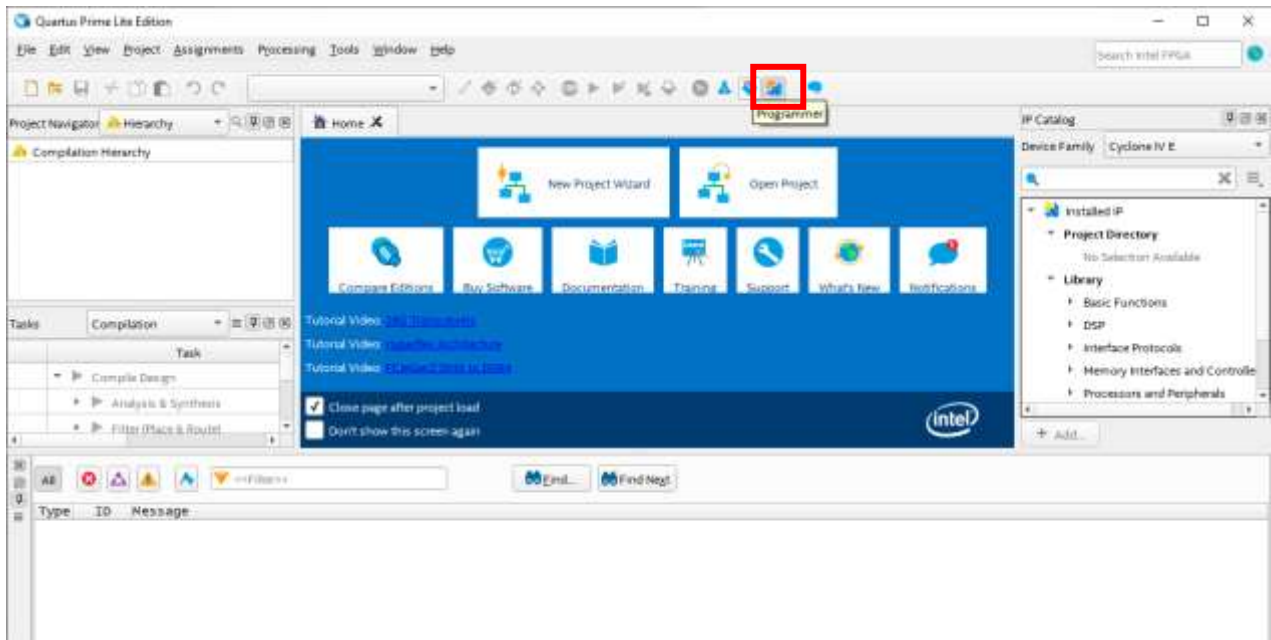 Quartus Prime Lite Edition
File Edit View Project Assignments Processing Tools Window Help
Search Intel FPGA
Programmer
Project Navigator Hierarchy
Home
IP Catalog
Compilation Hierarchy
Device Family Cyclone IV E
New Project Wizard
Open Project
Installed IP
Project Directory
No Selection Available
Library
Basic Functions
DSP
Interface Protocols
Memory Interfaces and Controlle
Processors and Peripherals
+ Add...
Compare Editions
Buy Software
Documentation
Training
Support
What's New
Notifications
Tasks Compilation
Task
Compile Design
Analysis & Synthesis
Fitter (Place & Route)
Tutorial Video:
Tutorial Video:
Tutorial Video:
Close page after project load
Don't show this screen again
intel
All
<<Filter>>
Find...
Find Next
Type ID Message